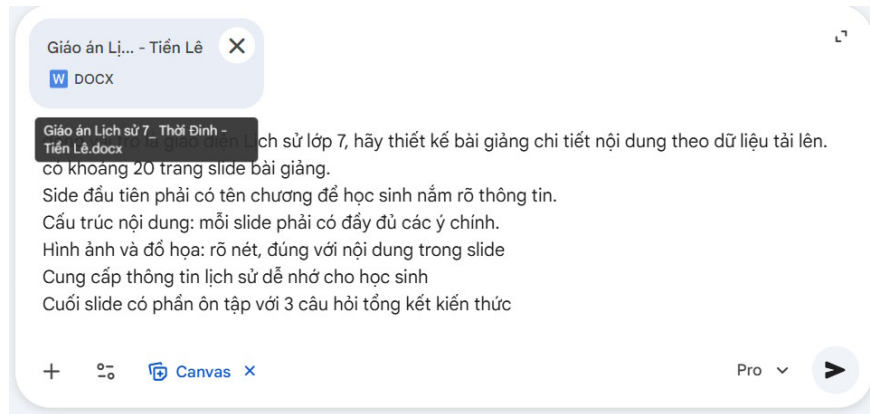 Giáo án Lị... - Tiền Lê
DOCX
Giáo án Lịch sử 7_ Thời Đinh -
Tiền Lê.docx
ịch sử lớp 7, hãy thiết kế bài giảng chi tiết nội dung theo dữ liệu tải lên.
có khoảng 20 trang slide bài giảng.
Side đầu tiên phải có tên chương để học sinh nắm rõ thông tin.
Cấu trúc nội dung: mỗi slide phải có đầy đủ các ý chính.
Hình ảnh và đồ họa: rõ nét, đúng với nội dung trong slide
Cung cấp thông tin lịch sử dễ nhớ cho học sinh
Cuối slide có phần ôn tập với 3 câu hỏi tổng kết kiến thức
Canvas
Pro